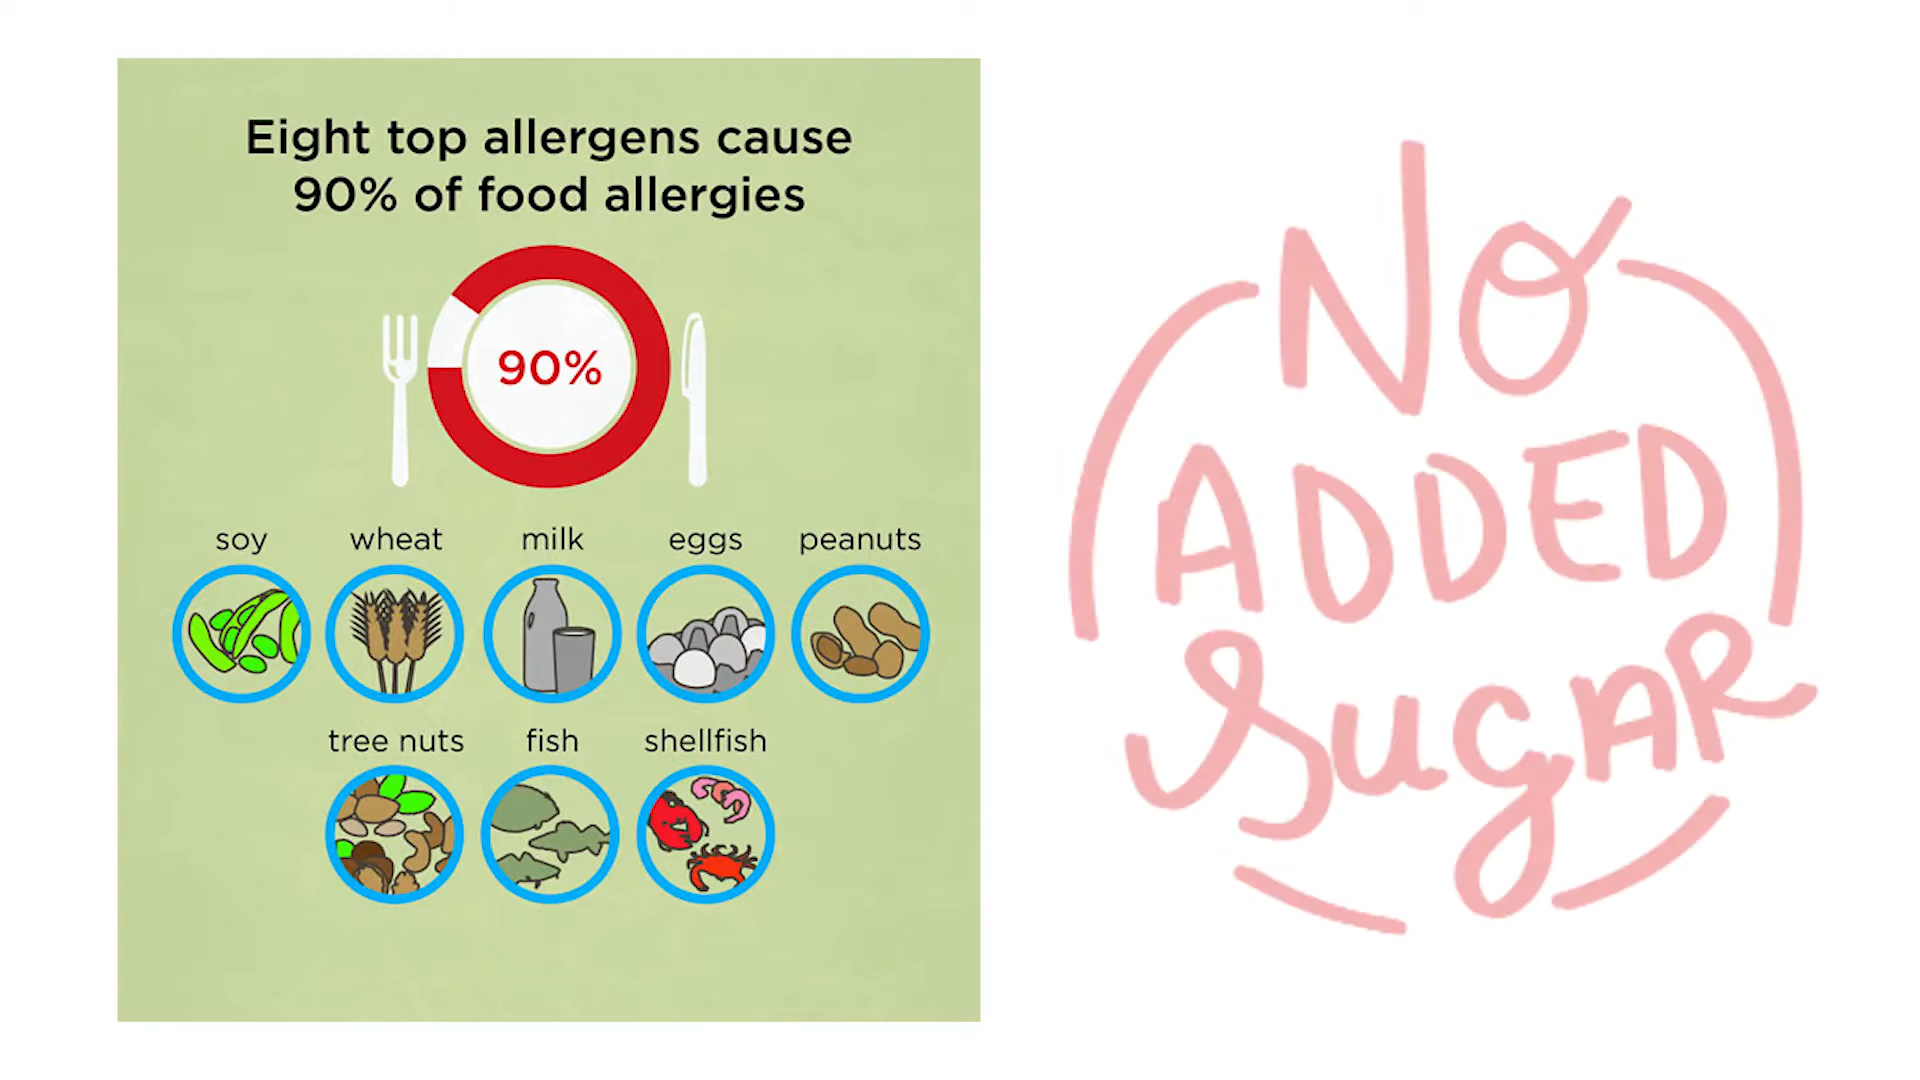 Eight top allergens cause
90% of food allergies
90%
soy wheat milk eggs peanuts
tree nuts fish shellfish
NO
ADDED
SUGAR